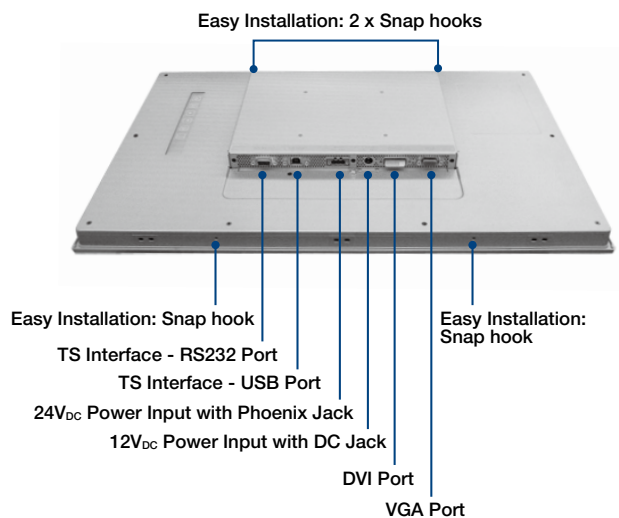 Easy Installation: 2 x Snap hooks
Easy Installation: Snap hook
Easy Installation:
Snap hook
TS Interface - RS232 Port
TS Interface - USB Port
24VDC Power Input with Phoenix Jack
12VDC Power Input with DC Jack
DVI Port
VGA Port